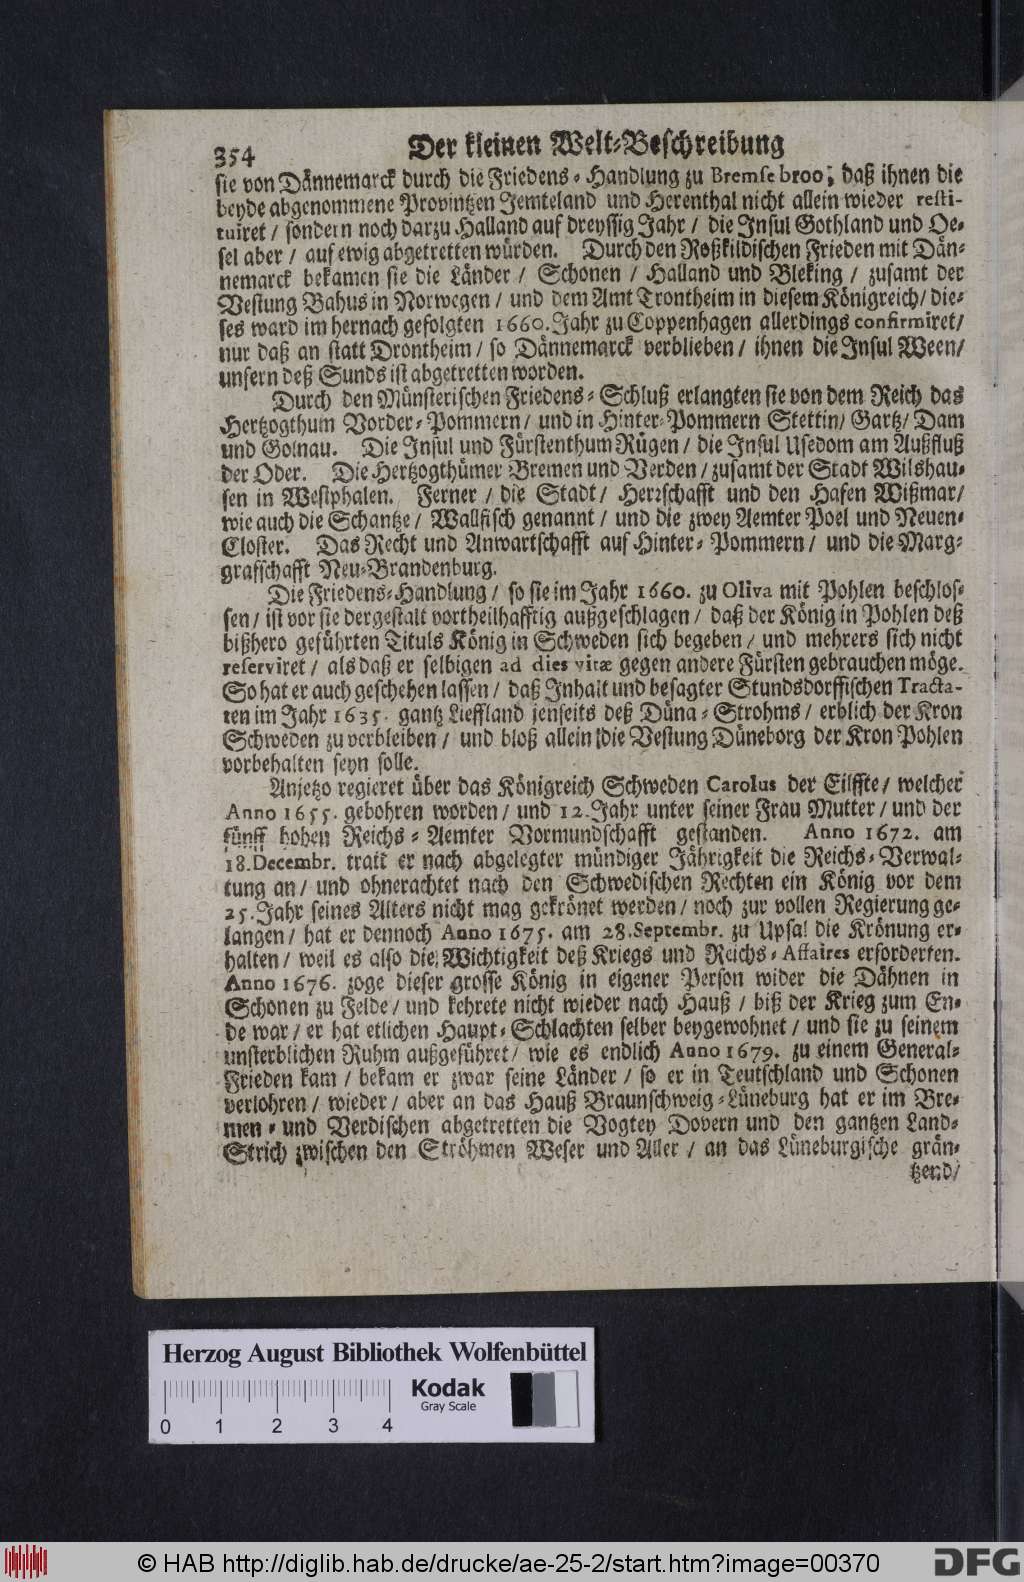 354 Der kleinen Welt-Beschreibung
sie von Dännemarck durch die Friedens-Handlung zu Bremsebroo, daß ihnen die
beyde abgenommene Provintzen Jemteland und Herenthal nicht allein wieder resti-
tuiret / sondern noch darzu Halland auf dreyssig Jahr / die Insul Gothland und Oe-
sel aber / auf ewig abgetretten würden. Durch den Roßkildischen Frieden mit Dän-
nemarck bekamen sie die Länder / Schonen / Halland und Bleking / zusamt der
Vestung Bahus in Norwegen / und dem Amt Trontheim in diesem Königreich / die-
ses ward im hernach gefolgten 1660. Jahr zu Coppenhagen allerdings confirmiret /
nur daß an statt Drontheim / so Dännemarck verblieben / ihnen die Insul Ween /
unfern deß Sunds ist abgetretten worden.
Durch den Münsterischen Friedens-Schluß erlangten sie von dem Reich das
Hertzogthum Vorder-Pommern / und in Hinter-Pommern Stettin / Gartz / Dam
und Golnau. Die Insul und Fürstenthum Rügen / die Insul Usedom am Außfluß
der Oder. Die Hertzogthümer Bremen und Verden / zusamt der Stadt Wilshau-
sen in Westphalen. Ferner / die Stadt / Herzschafft und den Hafen Wißmar /
wie auch die Schantze / Wallfisch genannt / und die zwey Aemter Poel und Neuen-
Closter. Das Recht und Anwartschafft auf Hinter-Pommern / und die Marg-
grafschafft Neu-Brandenburg.
Die Friedens-Handlung / so sie im Jahr 1660. zu Oliva mit Pohlen beschlos-
sen / ist vor sie dergestalt vortheilhafftig außgeschlagen / daß der König in Pohlen deß
bißhero geführten Tituls König in Schweden sich begeben / und mehrers sich nicht
reserviret / als daß er selbigen ad dies vitæ gegen andere Fürsten gebrauchen möge.
So hat er auch geschehen lassen / daß Inhalt und besagter Stundsdorffischen Tracta-
ten im Jahr 1635. gantz Lieffland jenseits deß Düna-Strohms / erblich der Kron
Schweden zu verbleiben / und bloß allein die Vestung Düneborg der Kron Pohlen
vorbehalten seyn solle.
Anjetzo regieret über das Königreich Schweden Carolus der Eilffte / welcher
Anno 1655. gebohren worden / und 12. Jahr unter seiner Frau Mutter / und der
fünff hohen Reichs-Aemter Vormundschafft gestanden. Anno 1672. am
18. Decembr. tratt er nach abgelegter mündiger Jährigkeit die Reichs-Verwal-
tung an / und ohnerachtet nach den Schwedischen Rechten ein König vor dem
25. Jahr seines Alters nicht mag gekrönet werden / noch zur vollen Regierung ge-
langen / hat er dennoch Anno 1675. am 28. Septembr. zu Upsal die Krönung er-
halten / weil es also die Wichtigkeit deß Kriegs und Reichs-Affaires erforderten.
Anno 1676. zoge dieser grosse König in eigener Person wider die Dähnen in
Schonen zu Felde / und kehrete nicht wieder nach Hauß / biß der Krieg zum En-
de war / er hat etlichen Haupt-Schlachten selber beygewohnet / und sie zu seinem
unsterblichen Ruhm außgeführet / wie es endlich Anno 1679. zu einem General-
Frieden kam / bekam er zwar seine Länder / so er in Teutschland und Schonen
verlohren / wieder / aber an das Hauß Braunschweig-Lüneburg hat er im Bre-
men- und Verdischen abgetretten die Vogtey Dovern und den gantzen Land-
Strich zwischen den Ströhmen Weser und Aller / an das Lüneburgische grän-
tzend /
Herzog August Bibliothek Wolfenbüttel
Kodak
Gray Scale
0 1 2 3 4
© HAB http://diglib.hab.de/drucke/ae-25-2/start.htm?image=00370
DFG